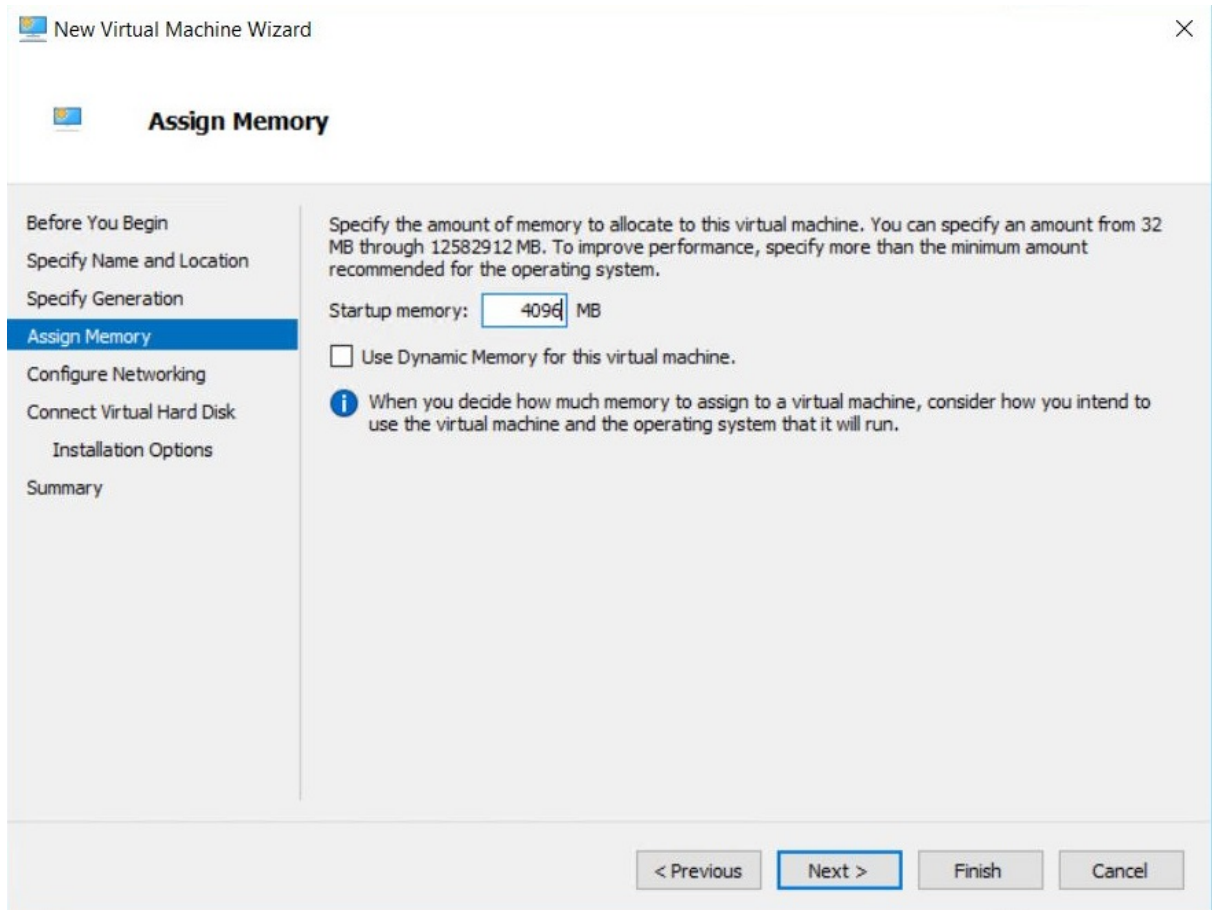 New Virtual Machine Wizard
Assign Memory
Before You Begin
Specify Name and Location
Specify Generation
Assign Memory
Configure Networking
Connect Virtual Hard Disk
Installation Options
Summary
Specify the amount of memory to allocate to this virtual machine. You can specify an amount from 32
MB through 12582912 MB. To improve performance, specify more than the minimum amount
recommended for the operating system.
Startup memory: 4096 MB
Use Dynamic Memory for this virtual machine.
When you decide how much memory to assign to a virtual machine, consider how you intend to
use the virtual machine and the operating system that it will run.
< Previous Next > Finish Cancel